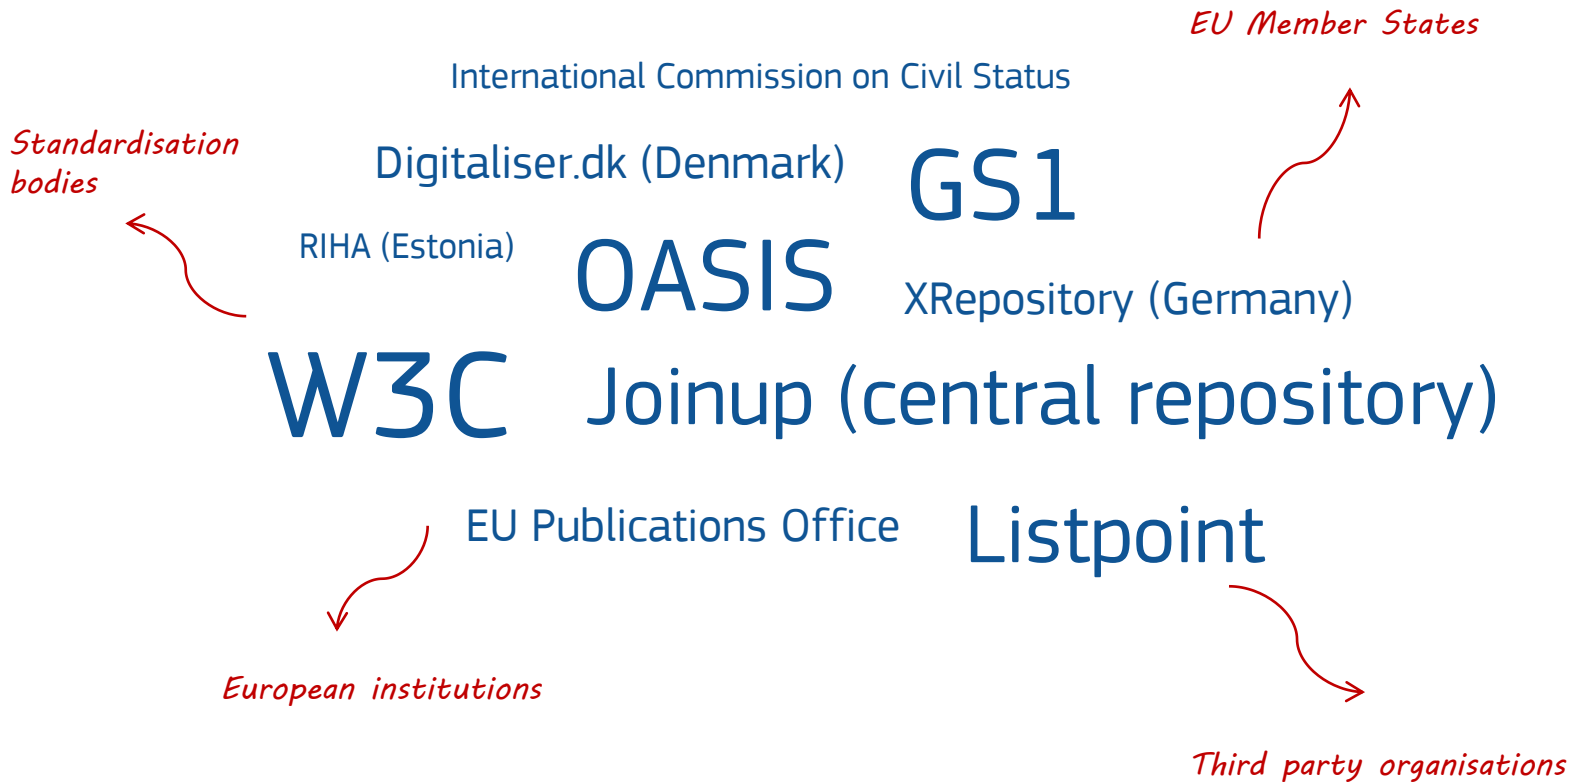 EU Member States
International Commission on Civil Status
Standardisation
bodies
Digitaliser.dk (Denmark)
GS1
RIHA (Estonia)
OASIS
XRepository (Germany)
W3C
Joinup (central repository)
EU Publications Office
Listpoint
European institutions
Third party organisations